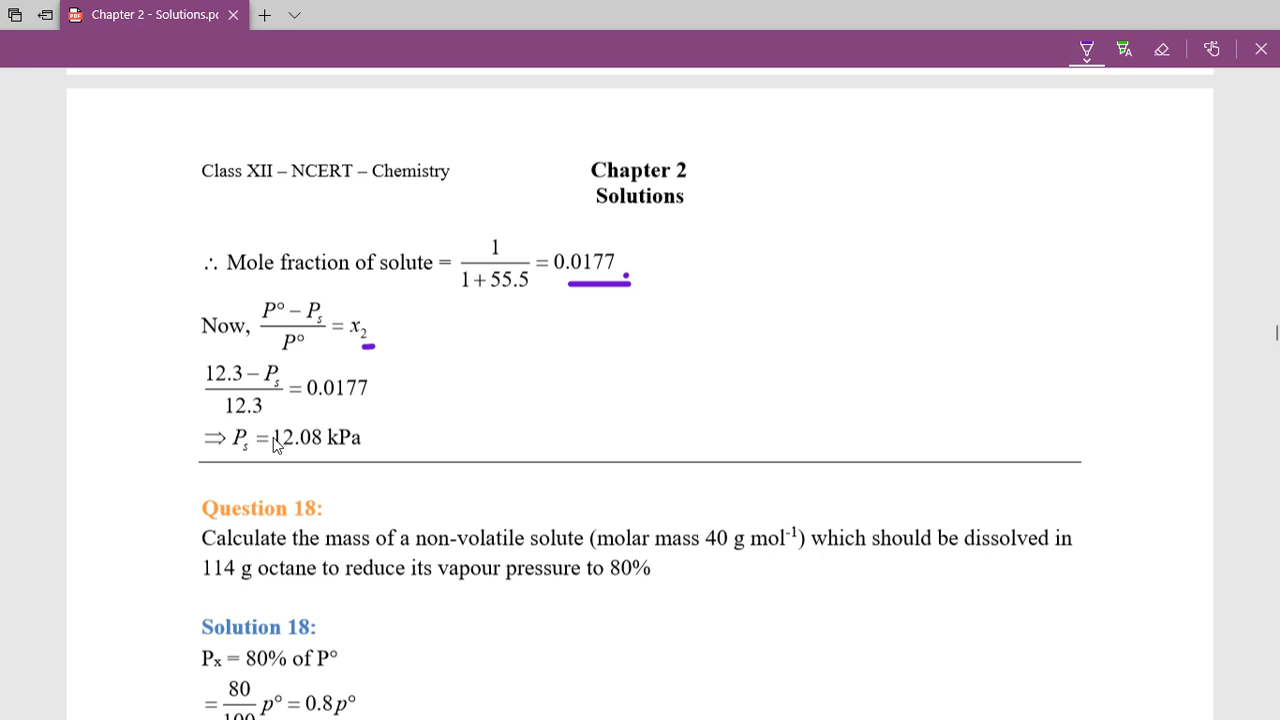 Chapter 2 - Solutions.pc
Class XII – NCERT – Chemistry
Chapter 2
Solutions
∴ Mole fraction of solute = 1 / (1 + 55.5) = 0.0177
Now, (P° – Pₛ) / P° = x₂
(12.3 – Pₛ) / 12.3 = 0.0177
⇒ Pₛ = 12.08 kPa
Question 18:
Calculate the mass of a non-volatile solute (molar mass 40 g mol⁻¹) which should be dissolved in
114 g octane to reduce its vapour pressure to 80%
Solution 18:
Pₓ = 80% of P°
= 80 / 100 p° = 0.8 p°